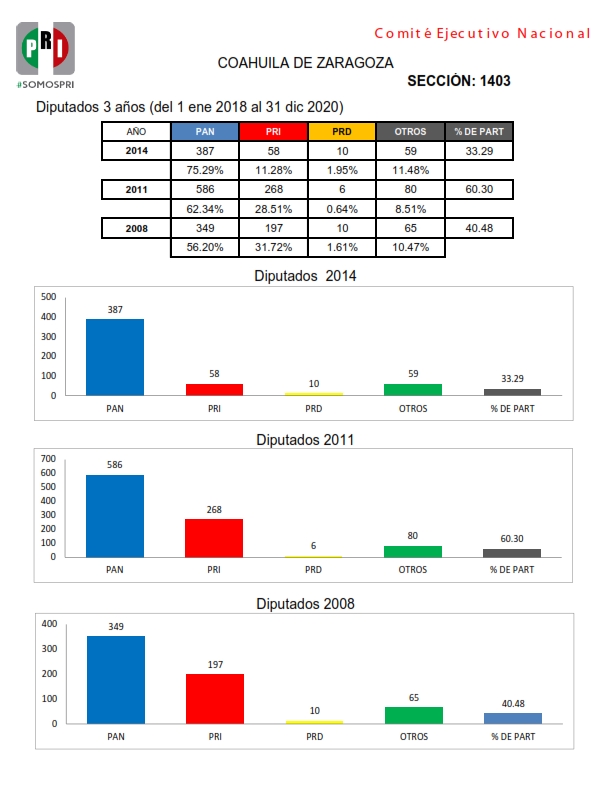 Comité Ejecutivo Nacional
PRI
#SOMOSPRI
COAHUILA DE ZARAGOZA
SECCIÓN: 1403
Diputados 3 años (del 1 ene 2018 al 31 dic 2020)
AÑO PAN PRI PRD OTROS % DE PART
2014 387 58 10 59 33.29
75.29% 11.28% 1.95% 11.48%
2011 586 268 6 80 60.30
62.34% 28.51% 0.64% 8.51%
2008 349 197 10 65 40.48
56.20% 31.72% 1.61% 10.47%
Diputados 2014
500
400
300
200
100
0
387 58 10 59 33.29
PAN PRI PRD OTROS % DE PART
Diputados 2011
700
600
500
400
300
200
100
0
586 268 6 80 60.30
PAN PRI PRD OTROS % DE PART
Diputados 2008
400
300
200
100
0
349 197 10 65 40.48
PAN PRI PRD OTROS % DE PART